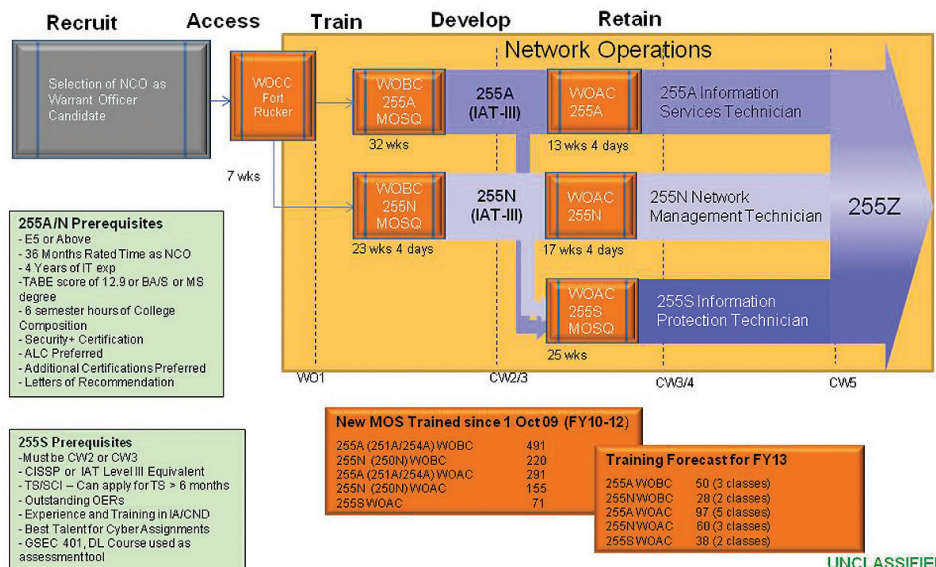 Recruit
Access
Train
Develop
Retain
Network Operations
Selection of NCO as
Warrant Officer
Candidate
WOCC
Fort
Rucker
7 wks
WOBC
255A
MOSQ
32 wks
255A
(IAT-III)
WOAC
255A
13 wks 4 days
255A Information
Services Technician
WOBC
255N
MOSQ
23 wks 4 days
255N
(IAT-III)
WOAC
255N
17 wks 4 days
255N Network
Management Technician
255Z
WOAC
255S
MOSQ
25 wks
255S Information
Protection Technician
WO1
CW2/3
CW3/4
CW5
255A/N Prerequisites
- E5 or Above
- 36 Months Rated Time as NCO
- 4 Years of IT exp
-TABE score of 12.9 or BA/S or MS
degree
- 6 semester hours of College
Composition
- Security+ Certification
- ALC Preferred
- Additional Certifications Preferred
- Letters of Recommendation
255S Prerequisites
-Must be CW2 or CW3
- CISSP or IAT Level III Equivalent
- TS/SCI – Can apply for TS > 6 months
- Outstanding OERs
- Experience and Training in IA/CND
- Best Talent for Cyber Assignments
- GSEC 401, DL Course used as
assessment tool
New MOS Trained since 1 Oct 09 (FY10-12)
255A (251A/254A) WOBC 491
255N (250N) WOBC 220
255A (251A/254A) WOAC 291
255N (250N) WOAC 155
255S WOAC 71
Training Forecast for FY13
255A WOBC 50 (3 classes)
255N WOBC 28 (2 classes)
255A WOAC 97 (5 classes)
255N WOAC 60 (3 classes)
255S WOAC 38 (2 classes)
UNCLASSIFIED